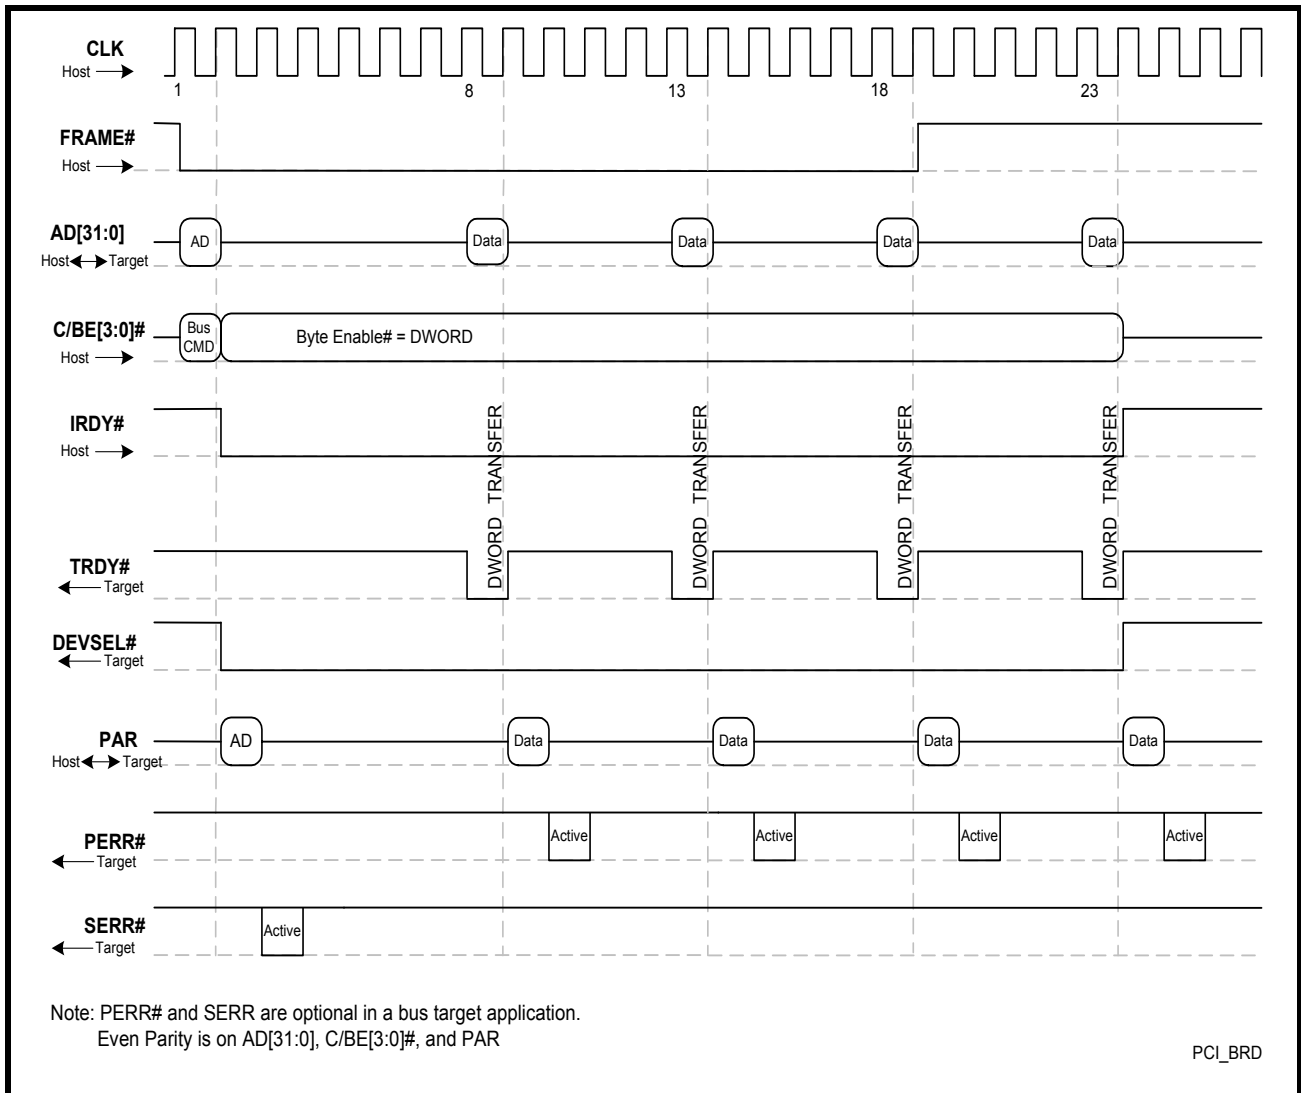 CLK
Host
1 8 13 18 23
FRAME#
Host
AD[31:0]
Host Target
AD Data Data Data Data
C/BE[3:0]#
Host
Bus
CMD
Byte Enable# = DWORD
IRDY#
Host
DWORD TRANSFER
DWORD TRANSFER
DWORD TRANSFER
DWORD TRANSFER
TRDY#
Target
DEVSEL#
Target
PAR
Host Target
AD Data Data Data Data
PERR#
Target
Active Active Active Active
SERR#
Target
Active
Note: PERR# and SERR are optional in a bus target application.
Even Parity is on AD[31:0], C/BE[3:0]#, and PAR
PCI_BRD